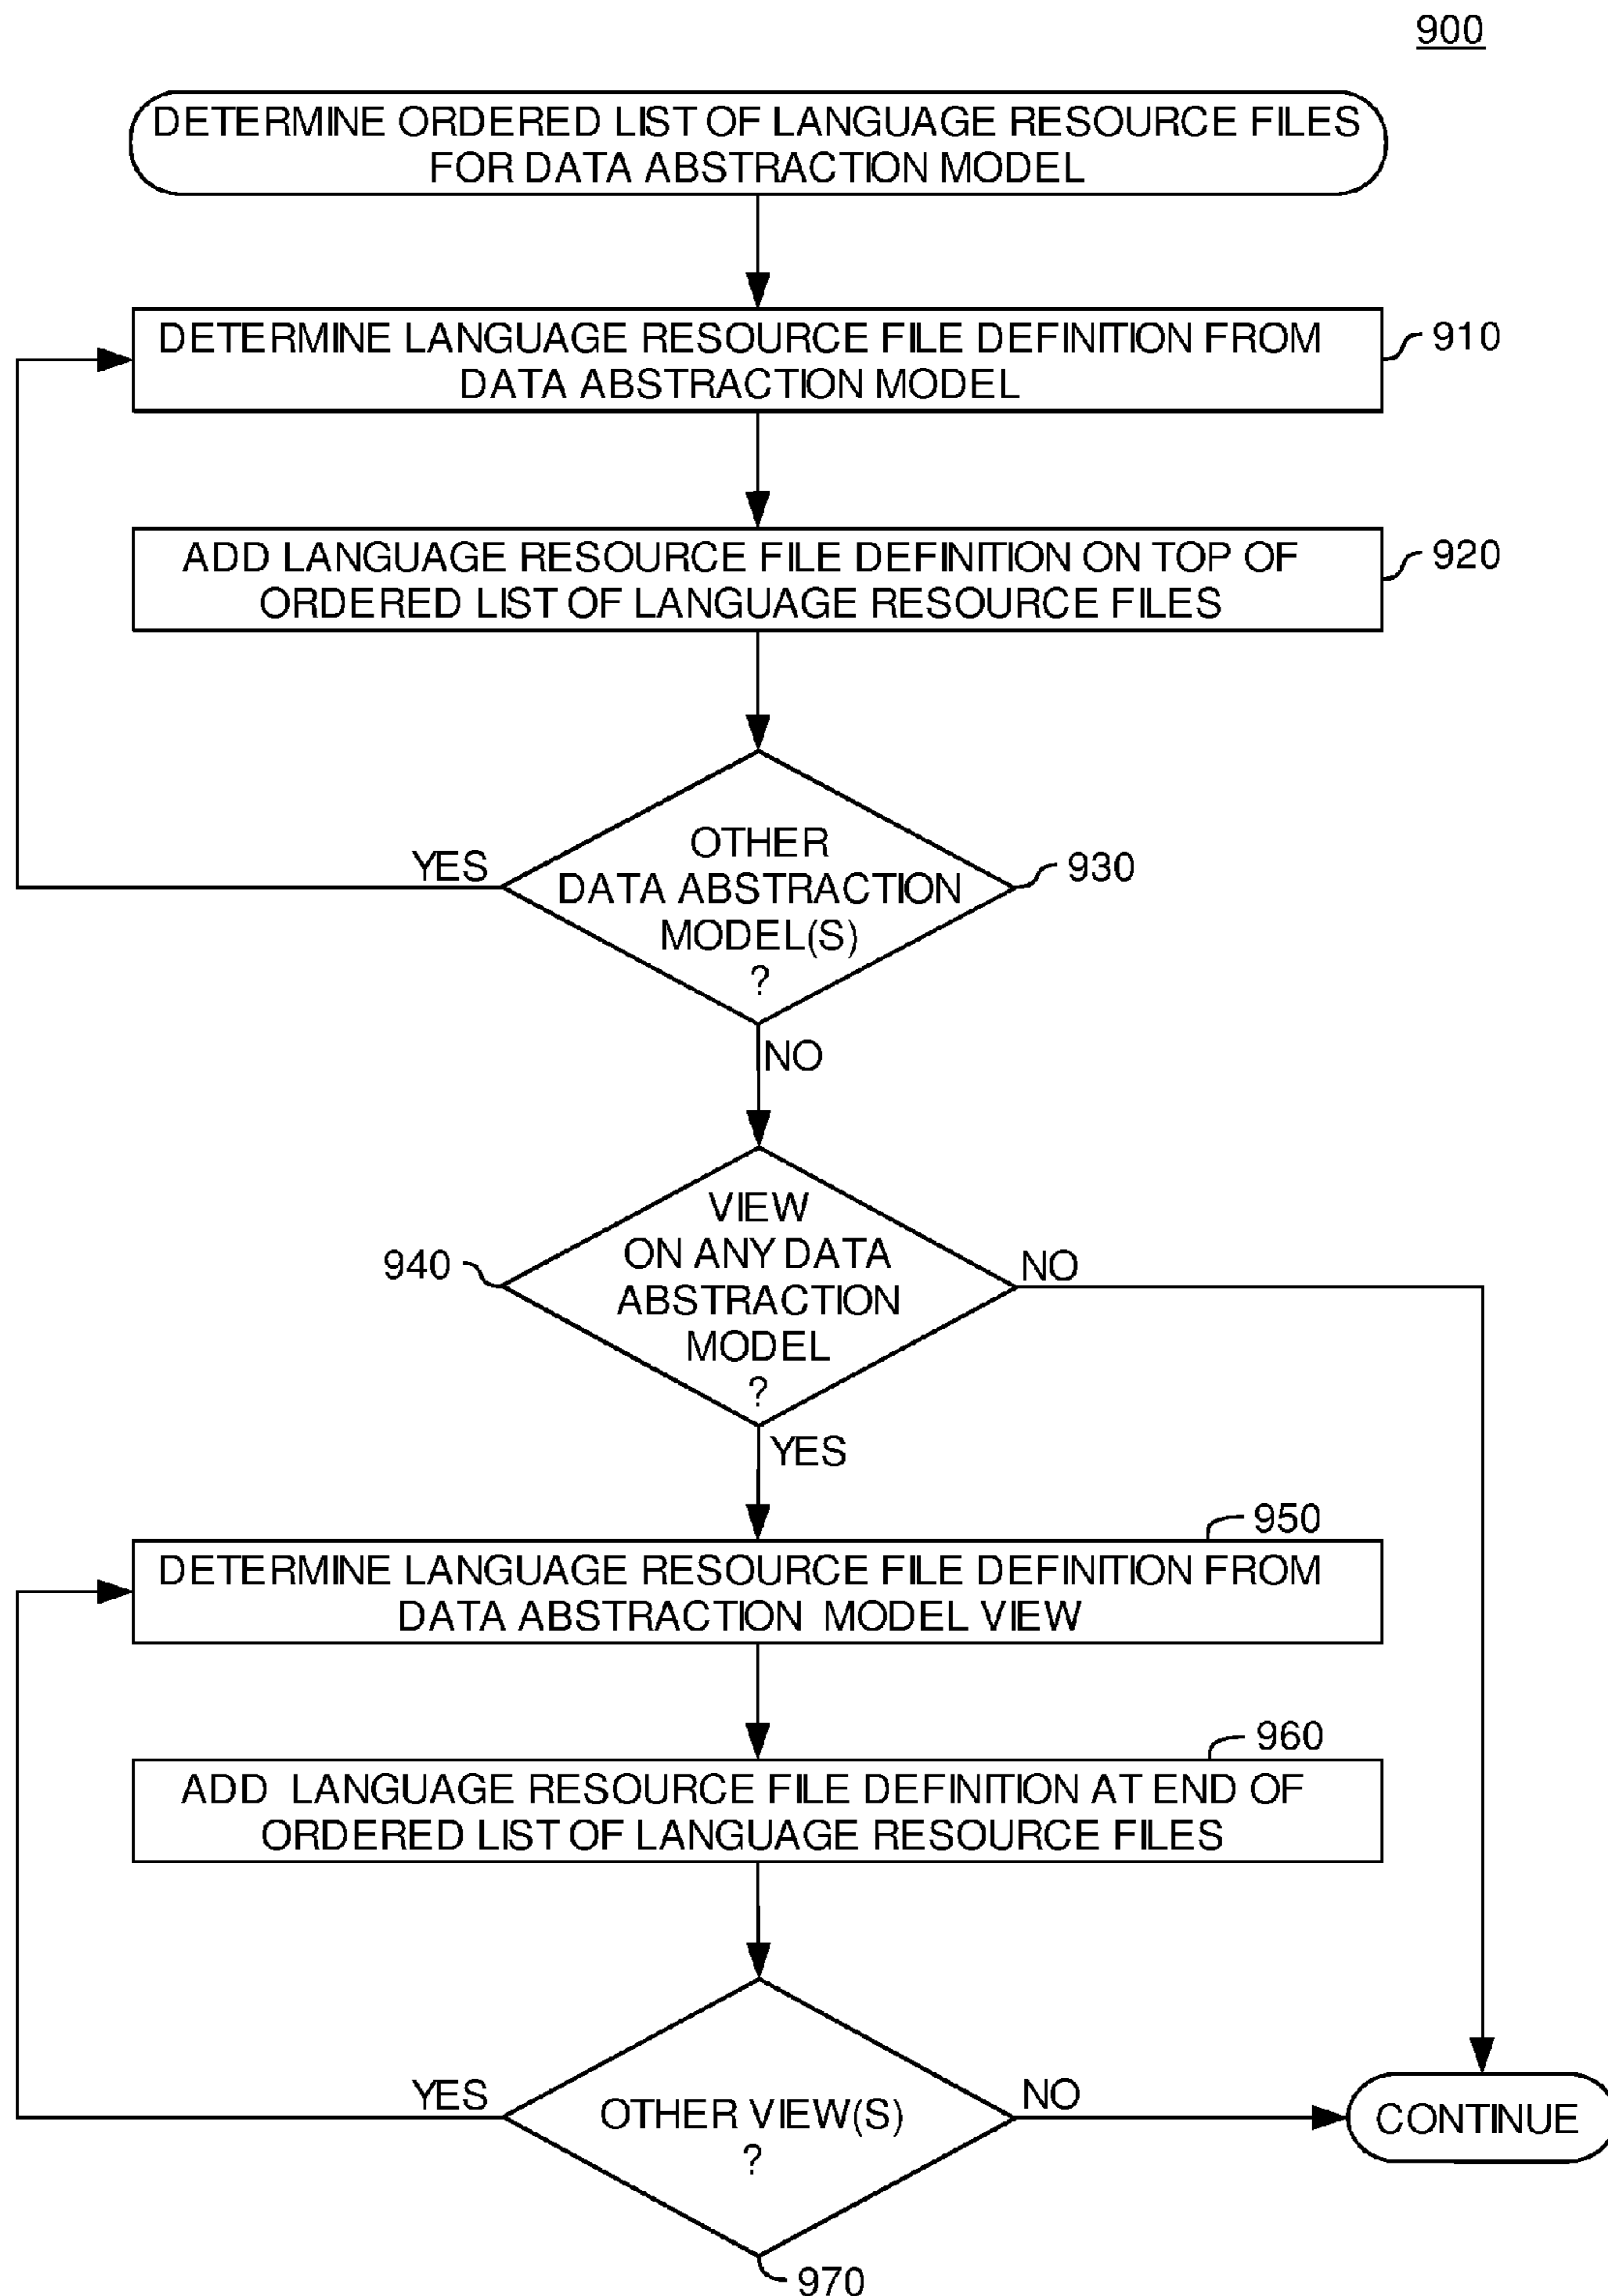 900
DETERMINE ORDERED LIST OF LANGUAGE RESOURCE FILES
FOR DATA ABSTRACTION MODEL
DETERMINE LANGUAGE RESOURCE FILE DEFINITION FROM
DATA ABSTRACTION MODEL
910
ADD LANGUAGE RESOURCE FILE DEFINITION ON TOP OF
ORDERED LIST OF LANGUAGE RESOURCE FILES
920
YES
OTHER
DATA ABSTRACTION
MODEL(S)
?
930
NO
940
VIEW
ON ANY DATA
ABSTRACTION
MODEL
?
NO
YES
950
DETERMINE LANGUAGE RESOURCE FILE DEFINITION FROM
DATA ABSTRACTION MODEL VIEW
960
ADD LANGUAGE RESOURCE FILE DEFINITION AT END OF
ORDERED LIST OF LANGUAGE RESOURCE FILES
YES
OTHER VIEW(S)
?
NO
CONTINUE
970